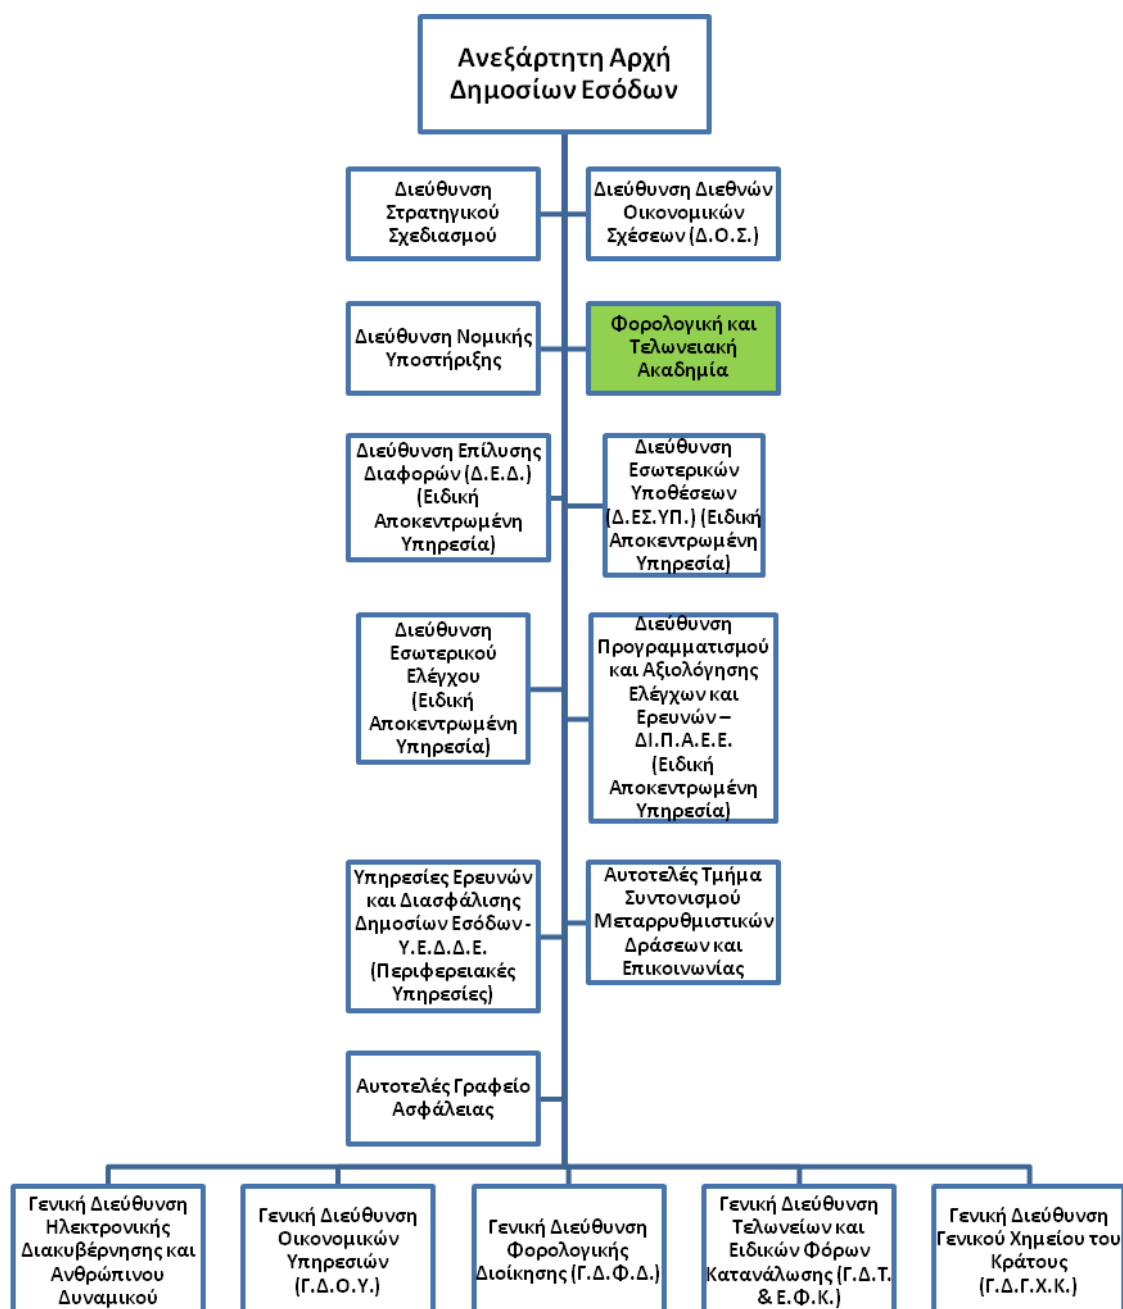 Ανεξάρτητη Αρχή
Δημοσίων Εσόδων
Διεύθυνση
Στρατηγικού
Σχεδιασμού
Διεύθυνση Διεθνών
Οικονομικών
Σχέσεων (Δ.Ο.Σ.)
Διεύθυνση Νομικής
Υποστήριξης
Φορολογική και
Τελωνειακή
Ακαδημία
Διεύθυνση Επίλυσης
Διαφορών (Δ.Ε.Δ.)
(Ειδική
Αποκεντρωμένη
Υπηρεσία)
Διεύθυνση
Εσωτερικών
Υποθέσεων
(Δ.ΕΣ.ΥΠ.) (Ειδική
Αποκεντρωμένη
Υπηρεσία)
Διεύθυνση
Εσωτερικού
Ελέγχου
(Ειδική
Αποκεντρωμένη
Υπηρεσία)
Διεύθυνση
Προγραμματισμού
και Αξιολόγησης
Ελέγχων και
Ερευνών –
ΔΙ.Π.Α.Ε.Ε.
(Ειδική
Αποκεντρωμένη
Υπηρεσία)
Υπηρεσίες Ερευνών
και Διασφάλισης
Δημοσίων Εσόδων -
Υ.Ε.Δ.Δ.Ε.
(Περιφερειακές
Υπηρεσίες)
Αυτοτελές Τμήμα
Συντονισμού
Μεταρρυθμιστικών
Δράσεων και
Επικοινωνίας
Αυτοτελές Γραφείο
Ασφάλειας
Γενική Διεύθυνση
Ηλεκτρονικής
Διακυβέρνησης και
Ανθρώπινου
Δυναμικού
Γενική Διεύθυνση
Οικονομικών
Υπηρεσιών
(Γ.Δ.Ο.Υ.)
Γενική Διεύθυνση
Φορολογικής
Διοίκησης (Γ.Δ.Φ.Δ.)
Γενική Διεύθυνση
Τελωνείων και
Ειδικών Φόρων
Κατανάλωσης (Γ.Δ.Τ.
& Ε.Φ.Κ.)
Γενική Διεύθυνση
Γενικού Χημείου του
Κράτους
(Γ.Δ.Γ.Χ.Κ.)